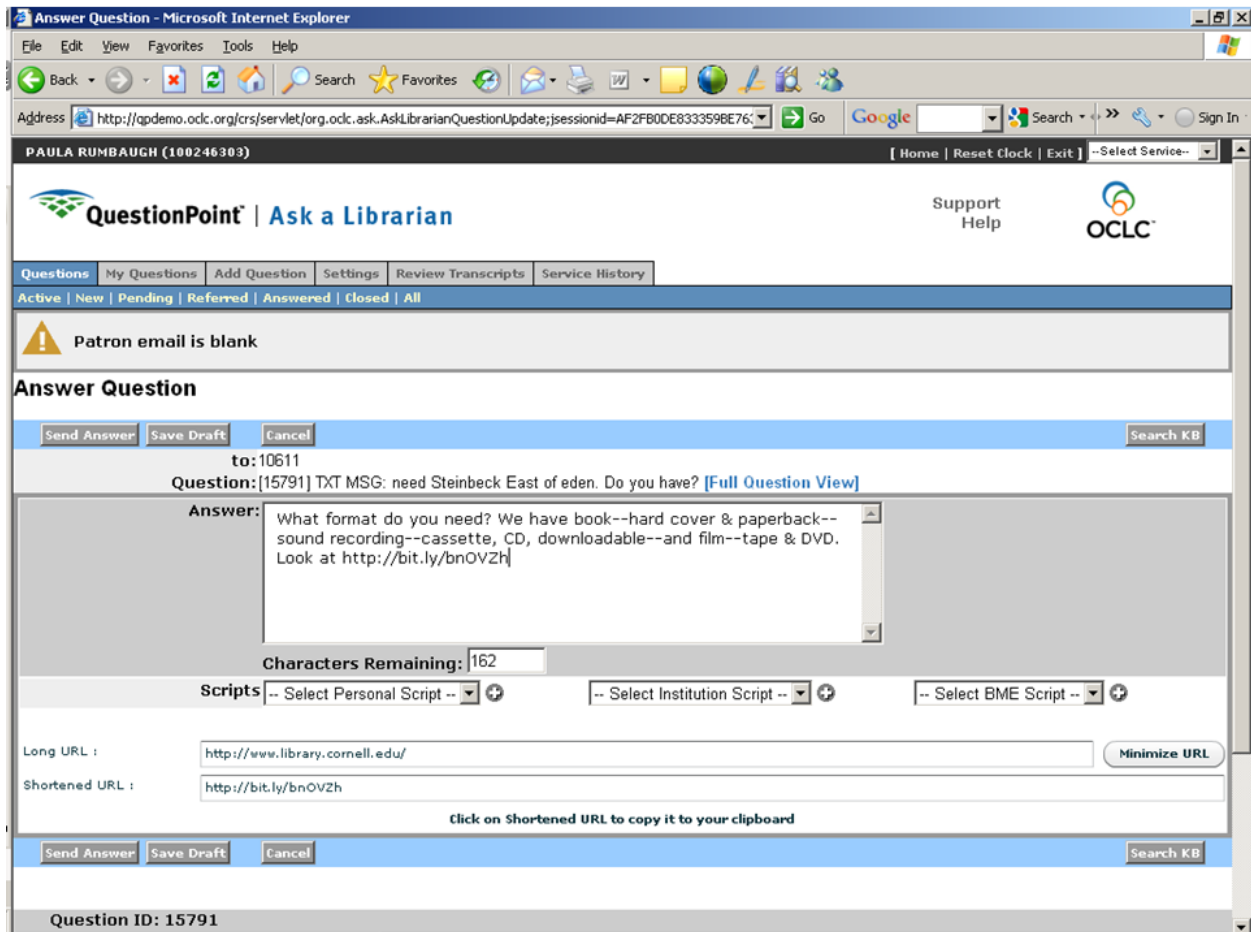 Answer Question - Microsoft Internet Explorer
File Edit View Favorites Tools Help
Back Search Favorites
Address http://qpdemo.oclc.org/crs/servlet/org.oclc.ask.AskLibrarianQuestionUpdate;jsessionid=AF2FB0DE833359BE76 Go Google Search Sign In
PAULA RUMBAUGH (100246303) [ Home | Reset Clock | Exit ] --Select Service--
QuestionPoint | Ask a Librarian Support Help OCLC
Questions My Questions Add Question Settings Review Transcripts Service History
Active | New | Pending | Referred | Answered | Closed | All
Patron email is blank
Answer Question
Send Answer Save Draft Cancel Search KB
to: 10611
Question: [15791] TXT MSG: need Steinbeck East of eden. Do you have? [Full Question View]
Answer: What format do you need? We have book--hard cover & paperback--
sound recording--cassette, CD, downloadable--and film--tape & DVD.
Look at http://bit.ly/bnOVZh
Characters Remaining: 162
Scripts -- Select Personal Script -- -- Select Institution Script -- -- Select BME Script --
Long URL : http://www.library.cornell.edu/ Minimize URL
Shortened URL : http://bit.ly/bnOVZh
Click on Shortened URL to copy it to your clipboard
Send Answer Save Draft Cancel Search KB
Question ID: 15791